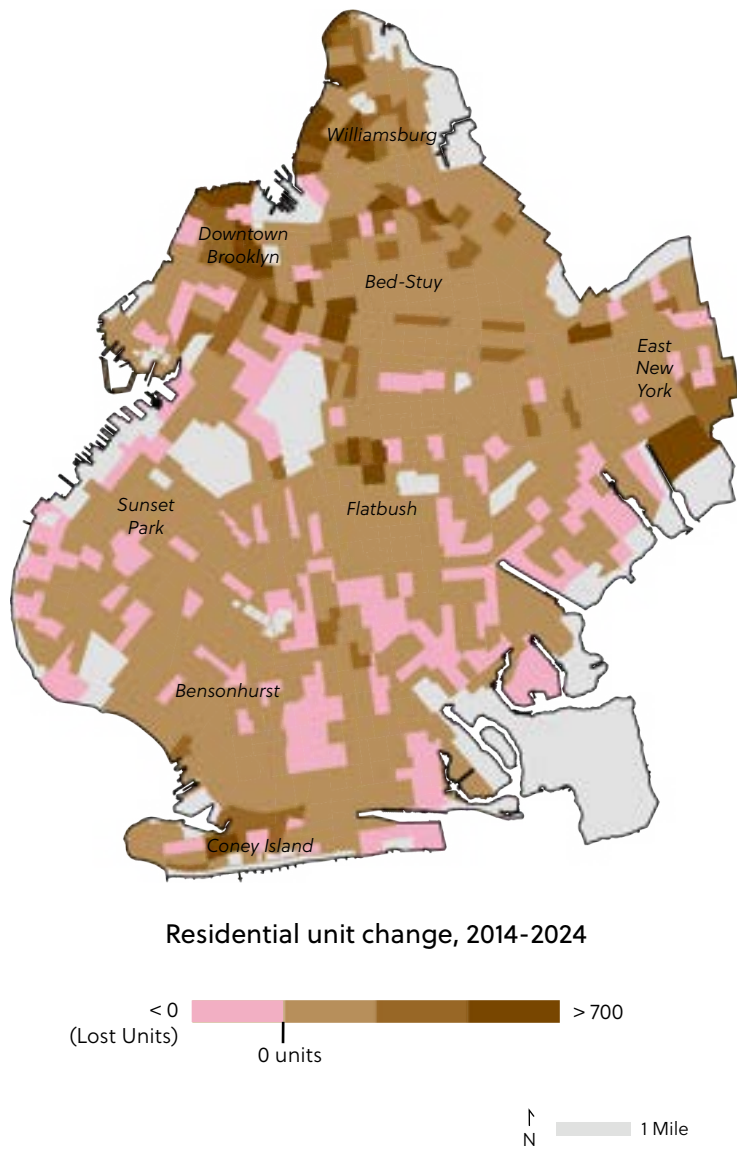 Williamsburg
Downtown
Brooklyn
Bed-Stuy
East
New
York
Sunset
Park
Flatbush
Bensonhurst
Coney Island
Residential unit change, 2014-2024
< 0
(Lost Units)
> 700
0 units
N
1 Mile